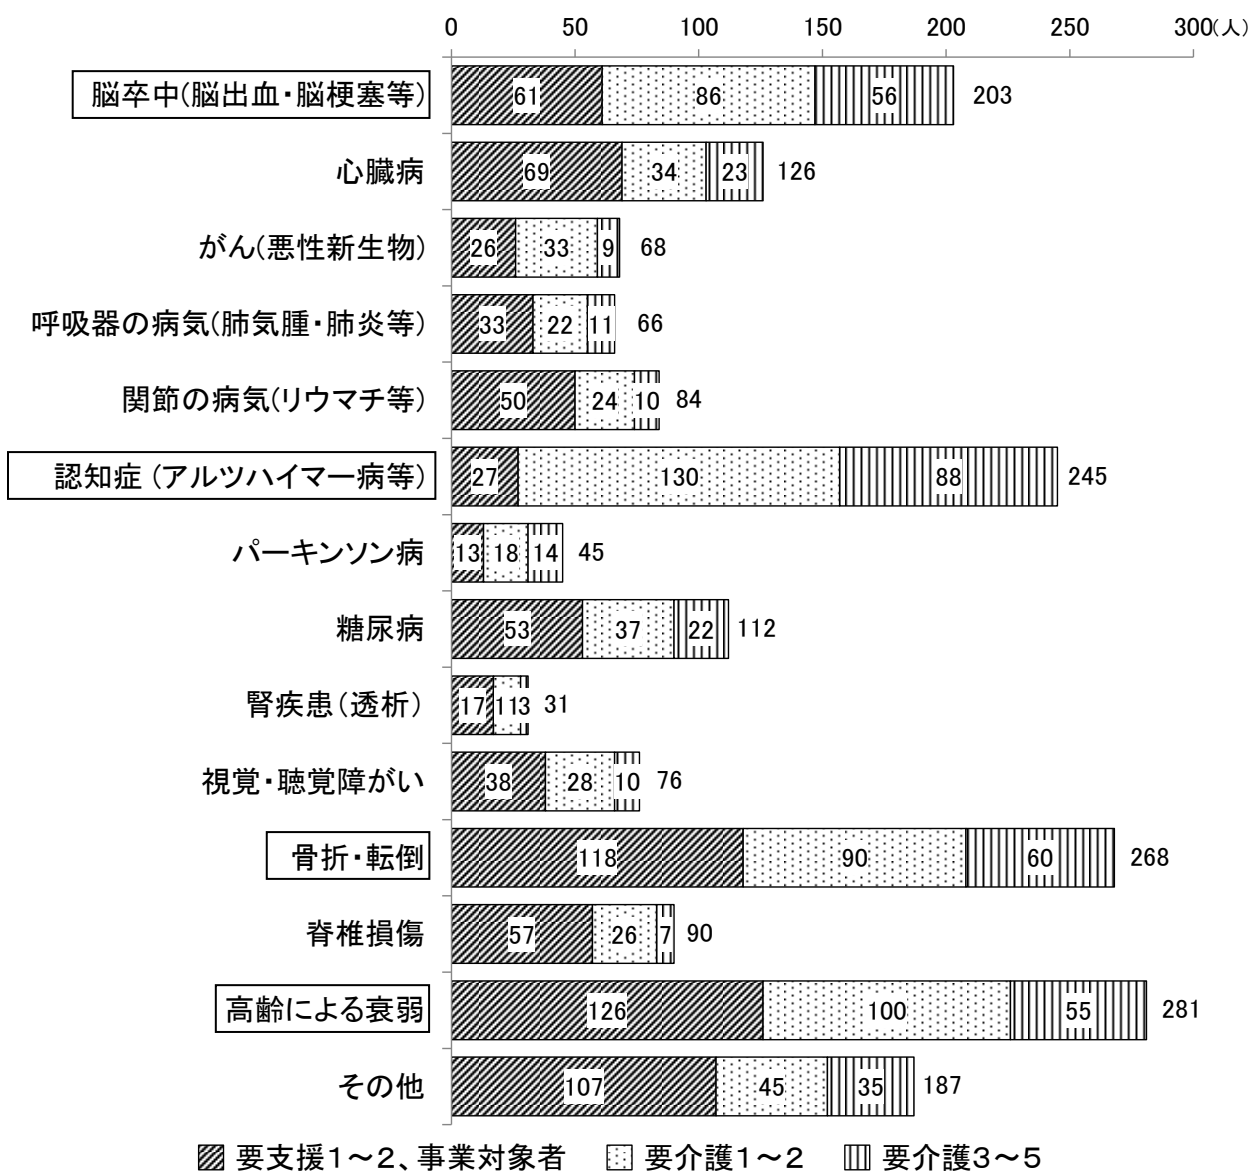 0 50 100 150 200 250 300(人)
脳卒中(脳出血・脳梗塞等) 61 86 56 203
心臓病 69 34 23 126
がん(悪性新生物) 26 33 9 68
呼吸器の病気(肺気腫・肺炎等) 33 22 11 66
関節の病気(リウマチ等) 50 24 10 84
認知症(アルツハイマー病等) 27 130 88 245
パーキンソン病 13 18 14 45
糖尿病 53 37 22 112
腎疾患(透析) 17 11 3 31
視覚・聴覚障がい 38 28 10 76
骨折・転倒 118 90 60 268
脊椎損傷 57 26 7 90
高齢による衰弱 126 100 55 281
その他 107 45 35 187
要支援1～2、事業対象者 要介護1～2 要介護3～5